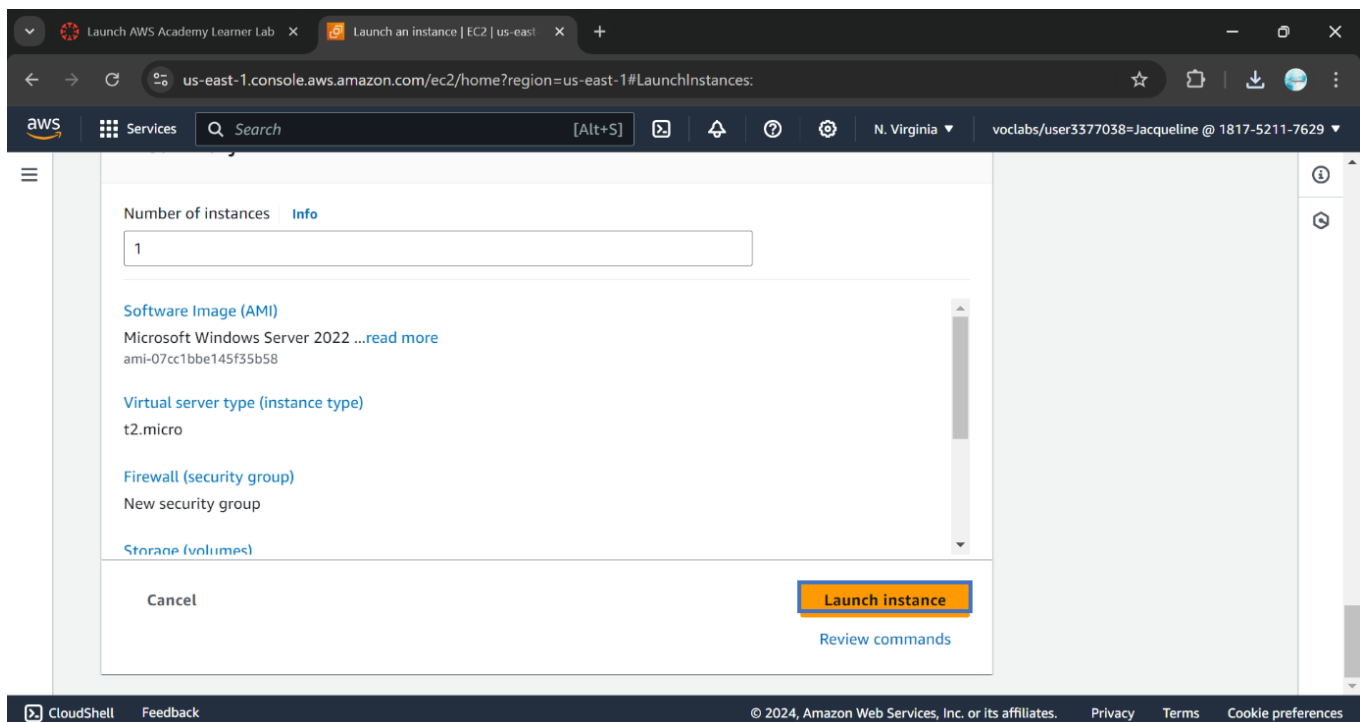 Launch AWS Academy Learner Lab
Launch an instance | EC2 | us-east
us-east-1.console.aws.amazon.com/ec2/home?region=us-east-1#LaunchInstances:
aws Services Search [Alt+S] N. Virginia voclabs/user3377038=Jacqueline @ 1817-5211-7629
Number of instances Info
1
Software Image (AMI)
Microsoft Windows Server 2022 ...read more
ami-07cc1bbe145f35b58
Virtual server type (instance type)
t2.micro
Firewall (security group)
New security group
Storage (volumes)
Cancel
Launch instance
Review commands
CloudShell Feedback © 2024, Amazon Web Services, Inc. or its affiliates. Privacy Terms Cookie preferences